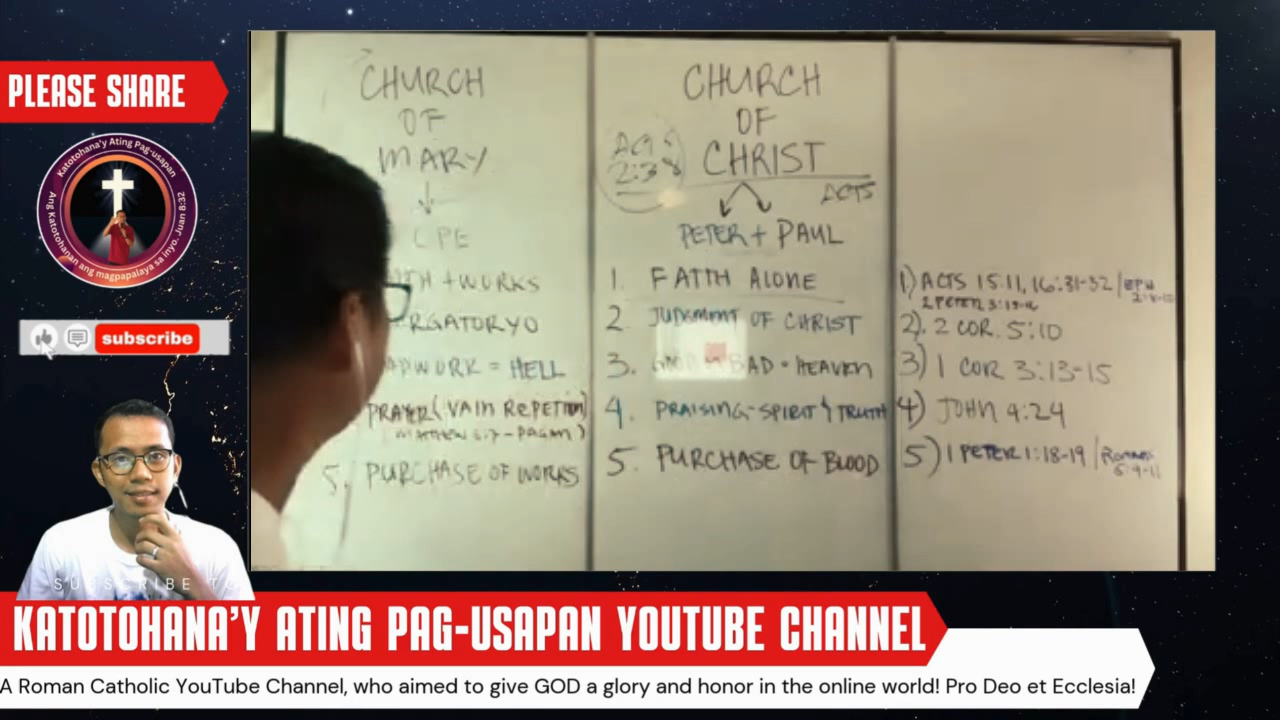 PLEASE SHARE
Katotohana'y Ating Pag-usapan
Ang Katotohanan ang magpapalaya sa inyo. Juan 8:32
subscribe
SUBSCRIBE TO
CHURCH
OF
MARY
CPE
+WORKS
RGATORYO
WORK = HELL
PRAYER (VAIN REPETITION)
5. PURCHASE OF WORKS
CHURCH
OF
CHRIST
ACTS
2:38
ACTS
PETER + PAUL
1. FAITH ALONE
2. JUDGMENT OF CHRIST
3. BAD = HEAVEN
4. PRAISING-SPIRIT & TRUTH
5. PURCHASE OF BLOOD
1) ACTS 15:11, 16:31-32 / EPH
2). 2 COR. 5:10
3) 1 COR 3:13-15
4) JOHN 4:24
5) 1 PETER 1:18-19 / ROMANS
KATOTOHANA'Y ATING PAG-USAPAN YOUTUBE CHANNEL
A Roman Catholic YouTube Channel, who aimed to give GOD a glory and honor in the online world! Pro Deo et Ecclesia!